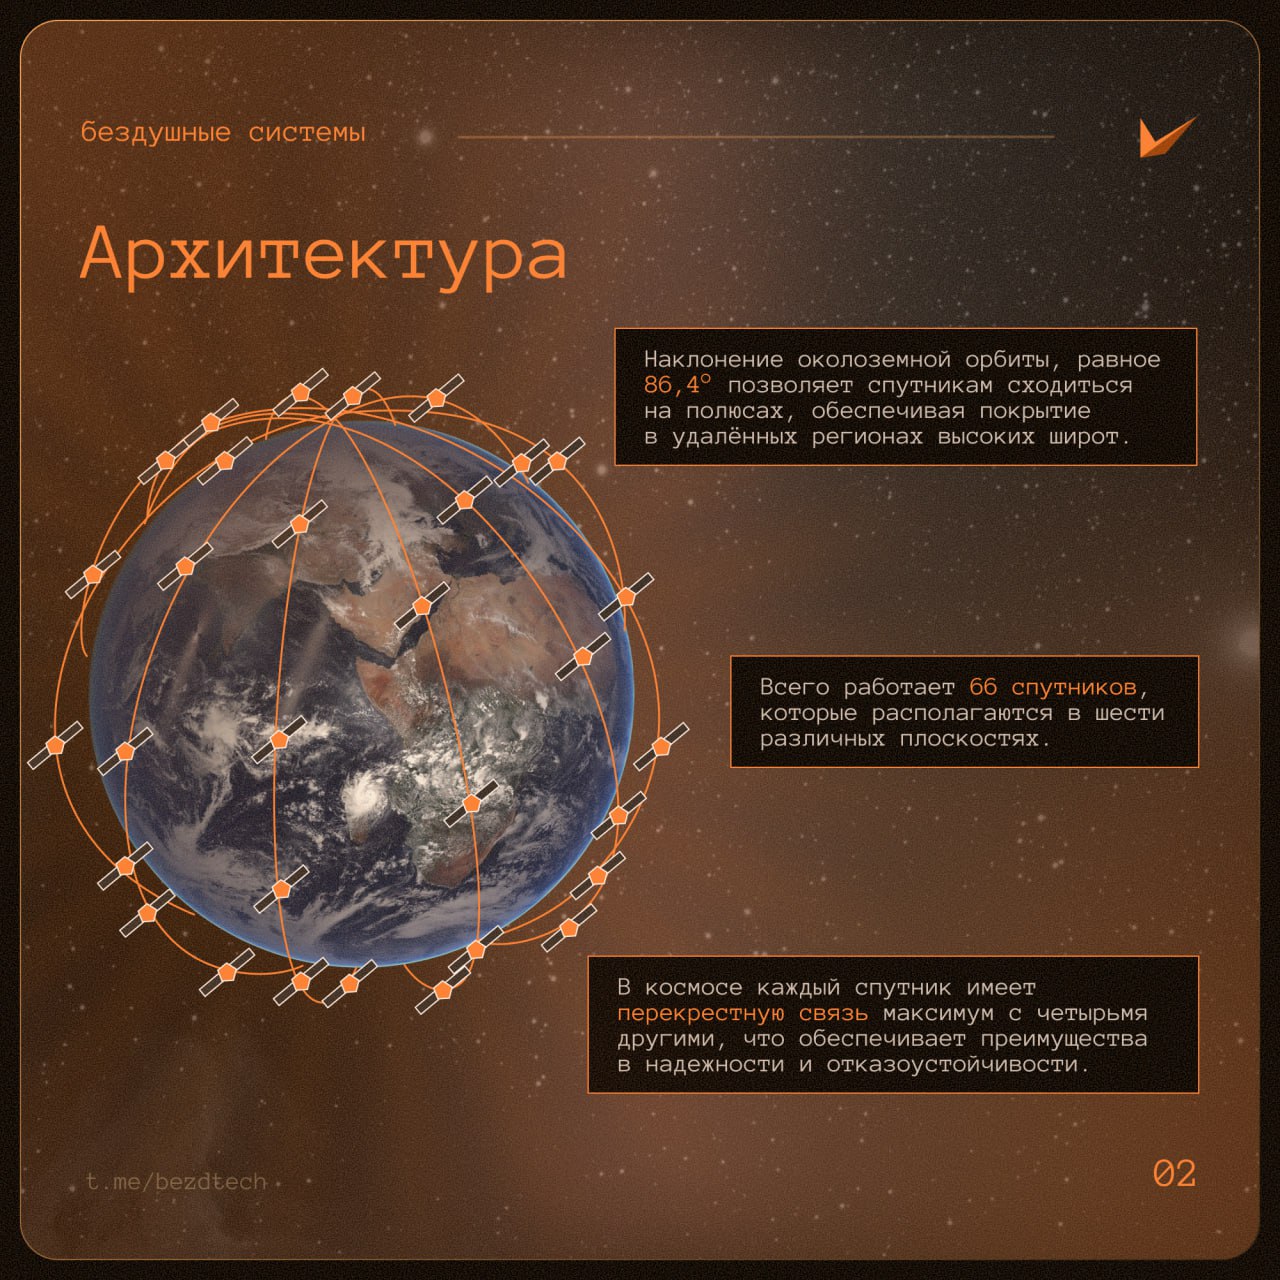 бездушные системы
Архитектура
Наклонение околоземной орбиты, равное
86,4° позволяет спутникам сходиться
на полюсах, обеспечивая покрытие
в удалённых регионах высоких широт.
Всего работает 66 спутников,
которые располагаются в шести
различных плоскостях.
В космосе каждый спутник имеет
перекрестную связь максимум с четырьмя
другими, что обеспечивает преимущества
в надежности и отказоустойчивости.
t.me/bezdtech
02